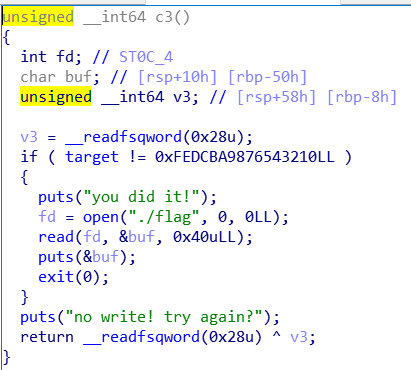 unsigned __int64 c3()
{
  int fd; // ST0C_4
  char buf; // [rsp+10h] [rbp-50h]
  unsigned __int64 v3; // [rsp+58h] [rbp-8h]

  v3 = __readfsqword(0x28u);
  if ( target != 0xFEDCBA9876543210LL )
  {
    puts("you did it!");
    fd = open("./flag", 0, 0LL);
    read(fd, &buf, 0x40uLL);
    puts(&buf);
    exit(0);
  }
  puts("no write! try again?");
  return __readfsqword(0x28u) ^ v3;
}